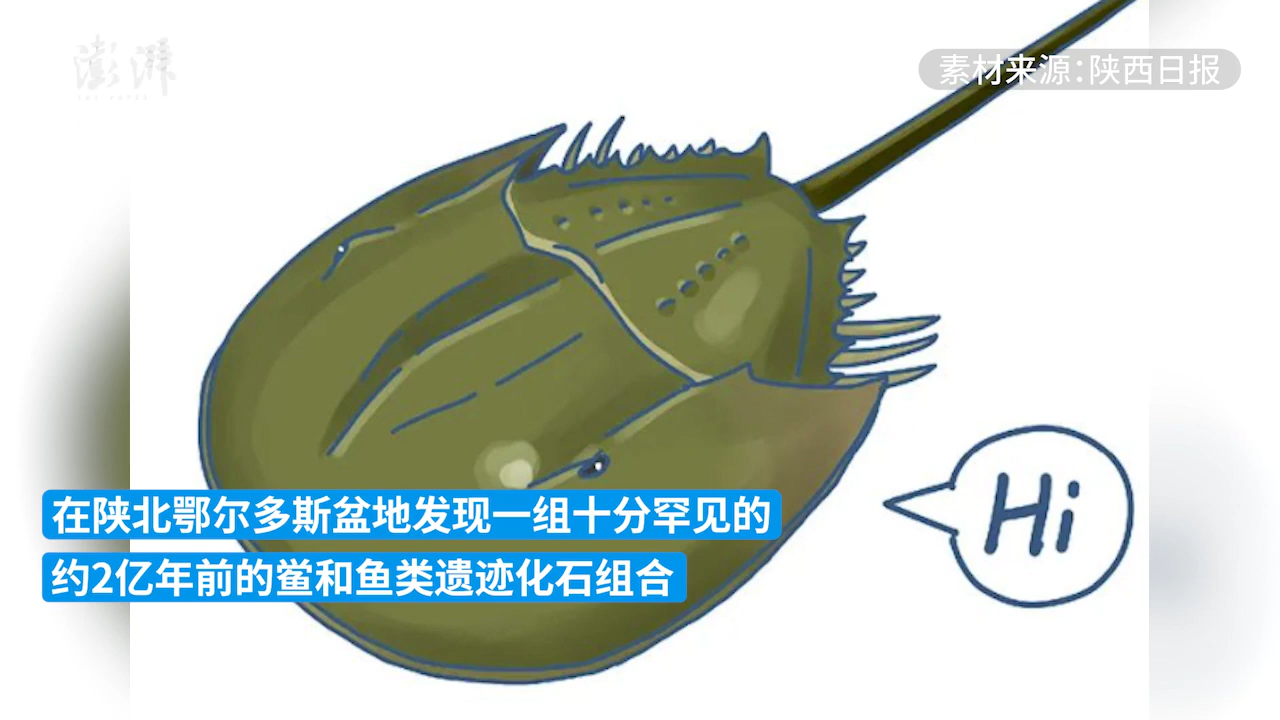 澎湃
素材来源：陕西日报
Hi
在陕北鄂尔多斯盆地发现一组十分罕见的
约2亿年前的鲎和鱼类遗迹化石组合